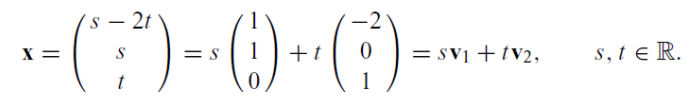 x = (s − 2t s t) = s (1 1 0) + t (−2 0 1) = sv₁ + tv₂, s, t ∈ ℝ.